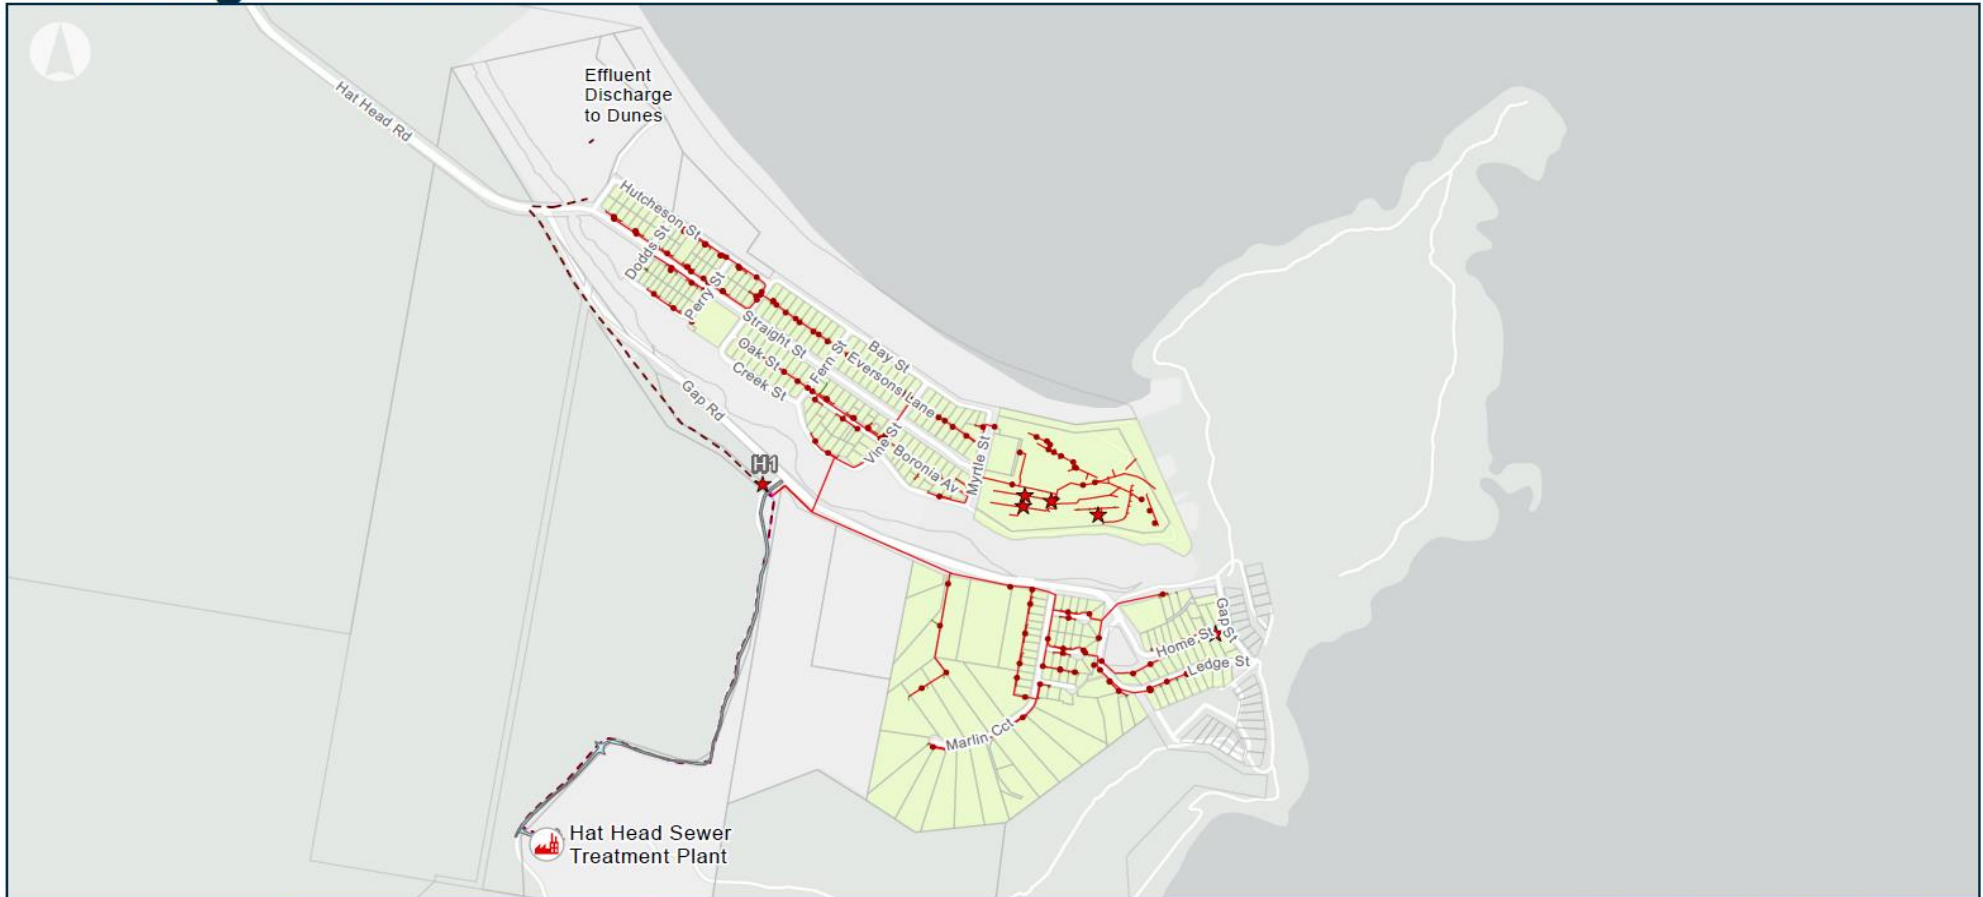 Effluent
Discharge
to Dunes
Hat Head Rd
Hutcheson St
Dodds St
Perry St
Straight St
Oak St
Creek St
Fern St
Bay St
Eversons Lane
Gap Rd
Vine St
Boronia Av
Myrtle St
H1
Gap St
Home St
Ledge St
Marlin Cct
Hat Head Sewer
Treatment Plant